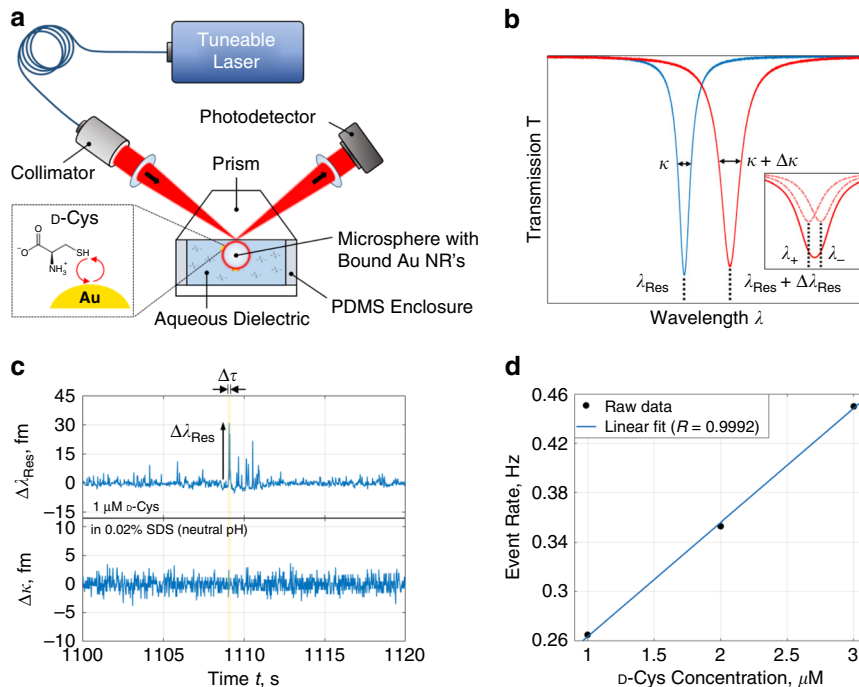 a
Tuneable
Laser
Photodetector
Collimator
Prism
D-Cys
O
⁻O
SH
NH₃⁺
Au
Microsphere with
Bound Au NR's
PDMS Enclosure
Aqueous Dielectric
b
Transmission T
κ
κ + Δκ
λ₊
λ₋
λRes
λRes + ΔλRes
Wavelength λ
c
Δτ
45
30
15
0
−15
ΔλRes, fm
ΔλRes
1 μM D-Cys
in 0.02% SDS (neutral pH)
10
5
0
−5
−10
Δκ, fm
1100
1105
1110
1115
1120
Time t, s
d
0.46
0.42
0.38
0.34
0.3
0.26
Event Rate, Hz
Raw data
Linear fit (R = 0.9992)
1
1.5
2
2.5
3
D-Cys Concentration, μM